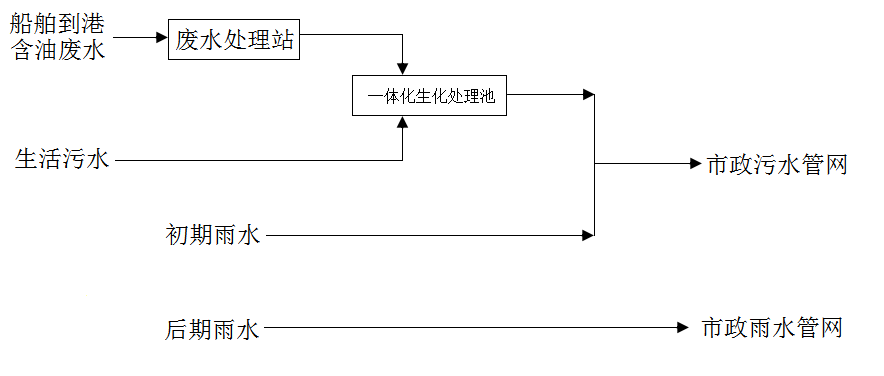 船舶到港
含油废水
废水处理站
一体化生化处理池
生活污水
市政污水管网
初期雨水
后期雨水
市政雨水管网